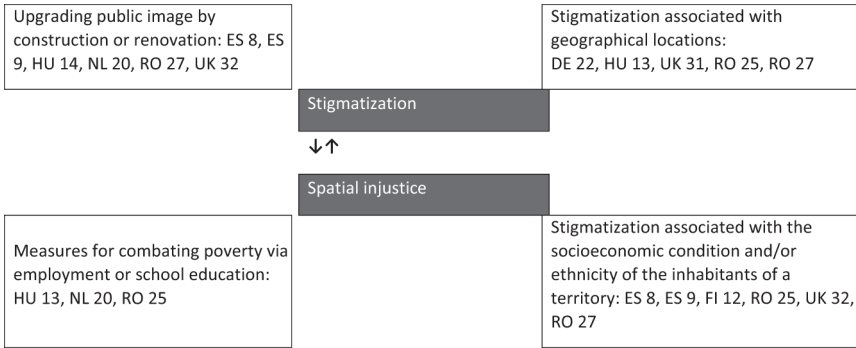 Upgrading public image by
construction or renovation: ES 8, ES
9, HU 14, NL 20, RO 27, UK 32
Stigmatization associated with
geographical locations:
DE 22, HU 13, UK 31, RO 25, RO 27
Stigmatization
↓↑
Spatial injustice
Measures for combating poverty via
employment or school education:
HU 13, NL 20, RO 25
Stigmatization associated with the
socioeconomic condition and/or
ethnicity of the inhabitants of a
territory: ES 8, ES 9, FI 12, RO 25, UK 32,
RO 27